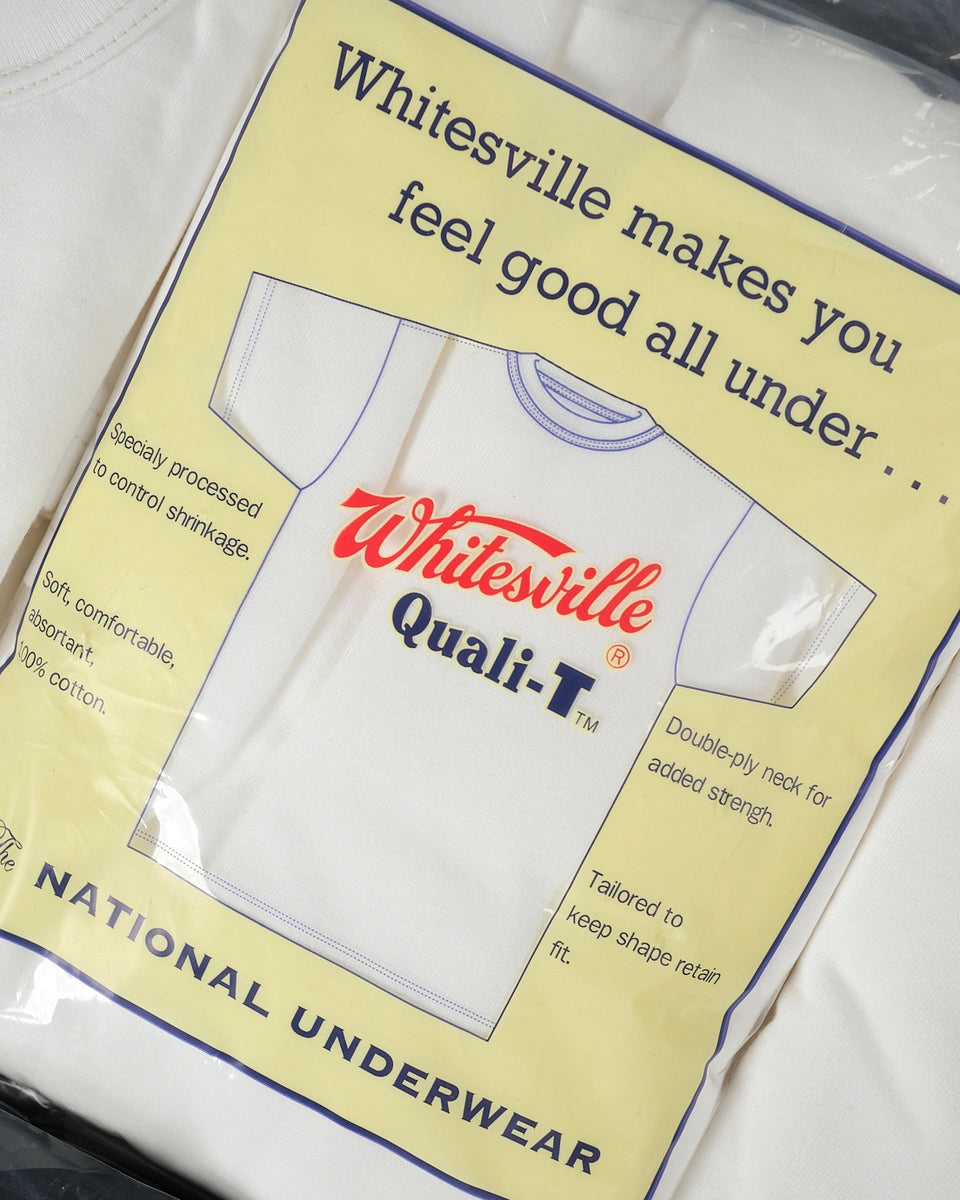 Whitesville makes you
feel good all under . . .
Specialy processed
to control shrinkage.
Soft, comfortable,
absortant,
100% cotton.
Whitesville
®
Quali-T
TM
Double-ply neck for
added strengh.
Tailored to
keep shape retain
fit.
The
NATIONAL UNDERWEAR